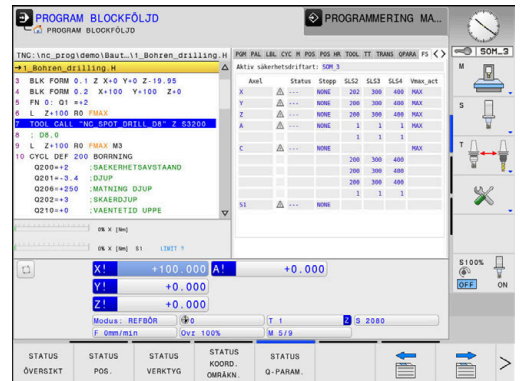 PROGRAM BLOCKFÖLJD
PROGRAM BLOCKFÖLJD
PROGRAMMERING MA...
TNC:\nc_prog\demo\Baut…\1_Bohren_drilling.H
→1_Bohren_drilling.H
3 BLK FORM 0.1 Z X+0 Y+0 Z-19.95
4 BLK FORM 0.2 X+100 Y+100 Z+0
5 FN 0: Q1 =+2
6 L Z+100 R0 FMAX
7 TOOL CALL "NC_SPOT_DRILL_D8" Z S3200
8 ; D8,0
9 L Z+100 R0 FMAX M3
10 CYCL DEF 200 BORRNING
Q200=+2 ;SAEKERHETSAVSTAAND
Q201=-3.4 ;DJUP
Q206=+250 ;MATNING DJUP
Q202=+3 ;SKAERDJUP
Q210=+0 ;VAENTETID UPPE
0% X [Nm]
0% X [Nm] S1 LIMIT ?
PGM PAL LBL CYC M POS POS HR TOOL TT TRANS QPARA FS
Aktiv säkerhetsdriftart: SOM_3
Axel Status Stopp SLS2 SLS3 SLS4 Vmax_act
X --- NONE 202 300 400 MAX
Y --- NONE 200 300 400 MAX
Z --- NONE 200 300 400 MAX
A --- NONE 1 1 1 MAX
1 1 1
C --- NONE MAX
200 300 400
200 300 400
200 300 400
1 1 1
S1 --- NONE
X! +100.000 A! +0.000
Y! +0.000
Z! +0.000
Modus: REFBÖR 0 T 1 Z S 2080
F 0mm/min Ovr 100% M 5/9
SOM_3
M
S
T
S100%
OFF ON
STATUS ÖVERSIKT
STATUS POS.
STATUS VERKTYG
STATUS KOORD. OMRÄKN.
STATUS Q-PARAM.